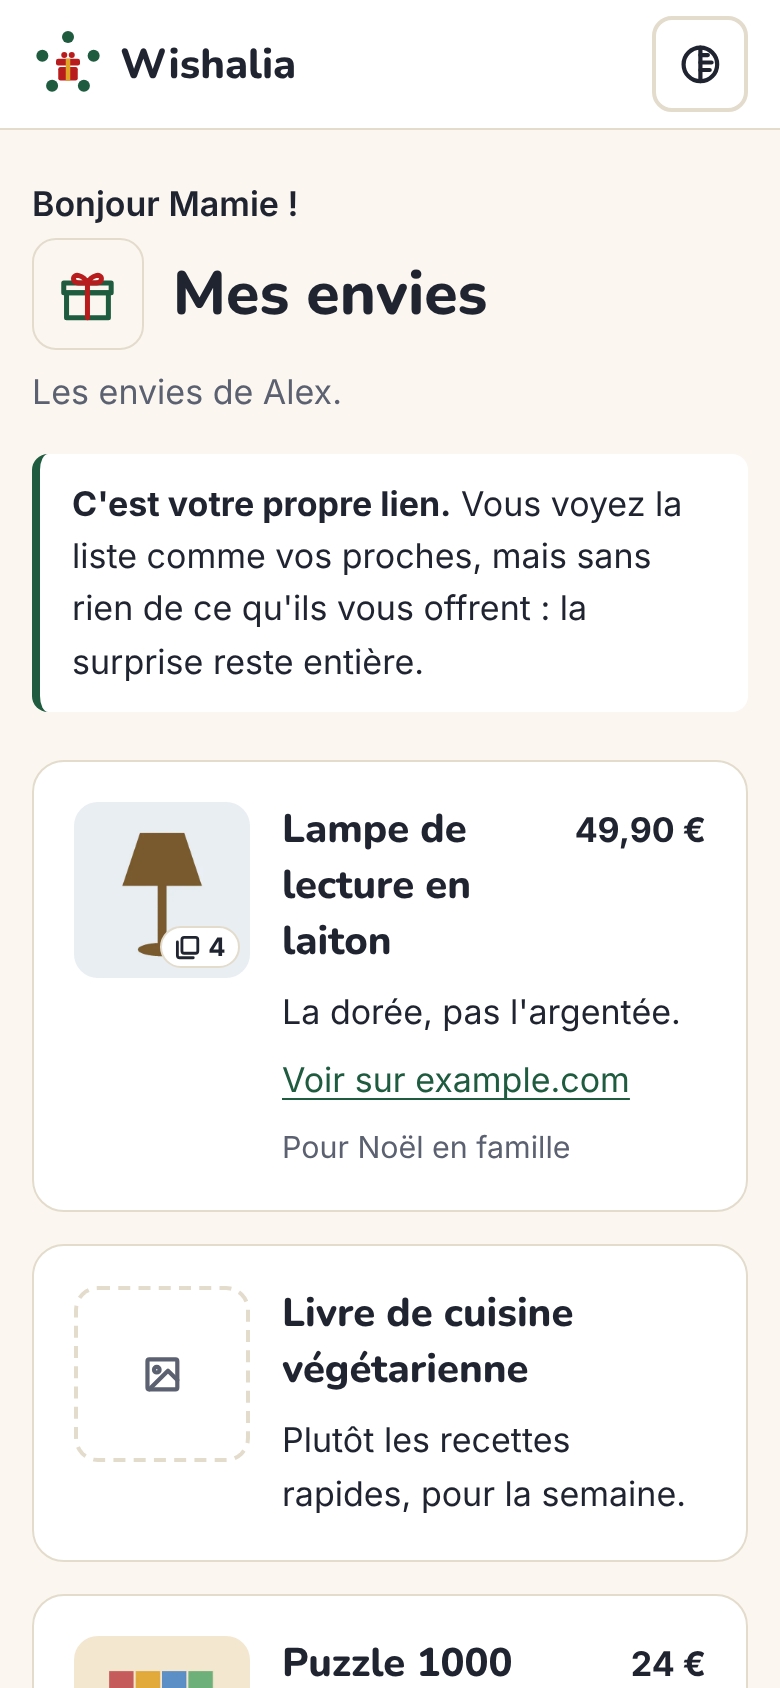 Wishalia
Bonjour Mamie !
Mes envies
Les envies de Alex.
C'est votre propre lien. Vous voyez la
liste comme vos proches, mais sans
rien de ce qu'ils vous offrent : la
surprise reste entière.
Lampe de
lecture en
laiton
49,90 €
4
La dorée, pas l'argentée.
Voir sur example.com
Pour Noël en famille
Livre de cuisine
végétarienne
Plutôt les recettes
rapides, pour la semaine.
Puzzle 1000
24 €